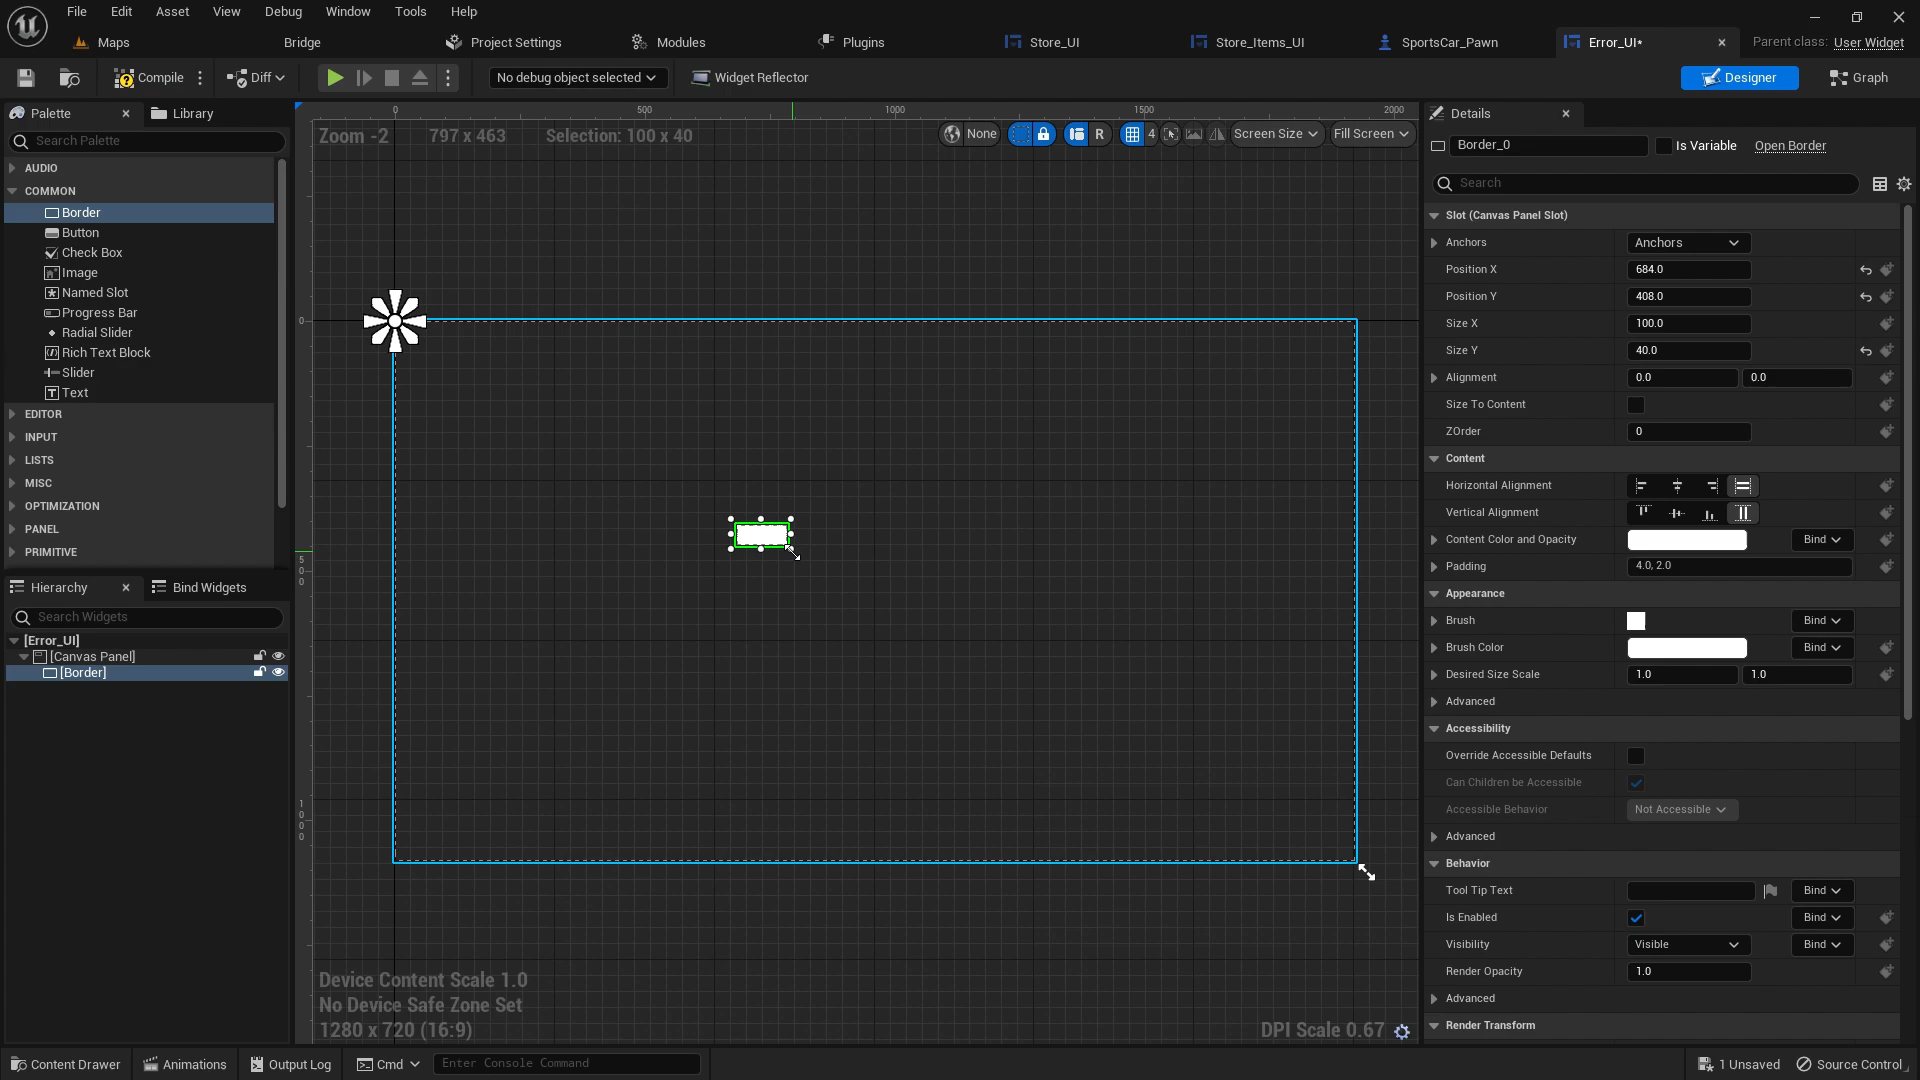 File Edit Asset View Debug Window Tools Help
Maps Bridge Project Settings Modules Plugins Store_UI Store_Items_UI SportsCar_Pawn Error_UI* Parent class: User Widget
Compile Diff No debug object selected Widget Reflector Designer Graph
Palette Library
Search Palette
AUDIO
COMMON
Border
Button
Check Box
Image
Named Slot
Progress Bar
Radial Slider
Rich Text Block
Slider
Text
EDITOR
INPUT
LISTS
MISC
OPTIMIZATION
PANEL
PRIMITIVE
Hierarchy Bind Widgets
Search Widgets
[Error_UI]
[Canvas Panel]
[Border]
0 500 1000 1500 2000
Zoom -2 797 x 463 Selection: 100 x 40 None R 4 Screen Size Fill Screen
0
500
1000
Device Content Scale 1.0
No Device Safe Zone Set
1280 x 720 (16:9) DPI Scale 0.67
Details
Border_0 Is Variable Open Border
Search
Slot (Canvas Panel Slot)
Anchors Anchors
Position X 684.0
Position Y 408.0
Size X 100.0
Size Y 40.0
Alignment 0.0 0.0
Size To Content
ZOrder 0
Content
Horizontal Alignment
Vertical Alignment
Content Color and Opacity Bind
Padding 4.0, 2.0
Appearance
Brush Bind
Brush Color Bind
Desired Size Scale 1.0 1.0
Advanced
Accessibility
Override Accessible Defaults
Can Children be Accessible
Accessible Behavior Not Accessible
Advanced
Behavior
Tool Tip Text Bind
Is Enabled Bind
Visibility Visible Bind
Render Opacity 1.0
Advanced
Render Transform
Content Drawer Animations Output Log Cmd Enter Console Command 1 Unsaved Source Control